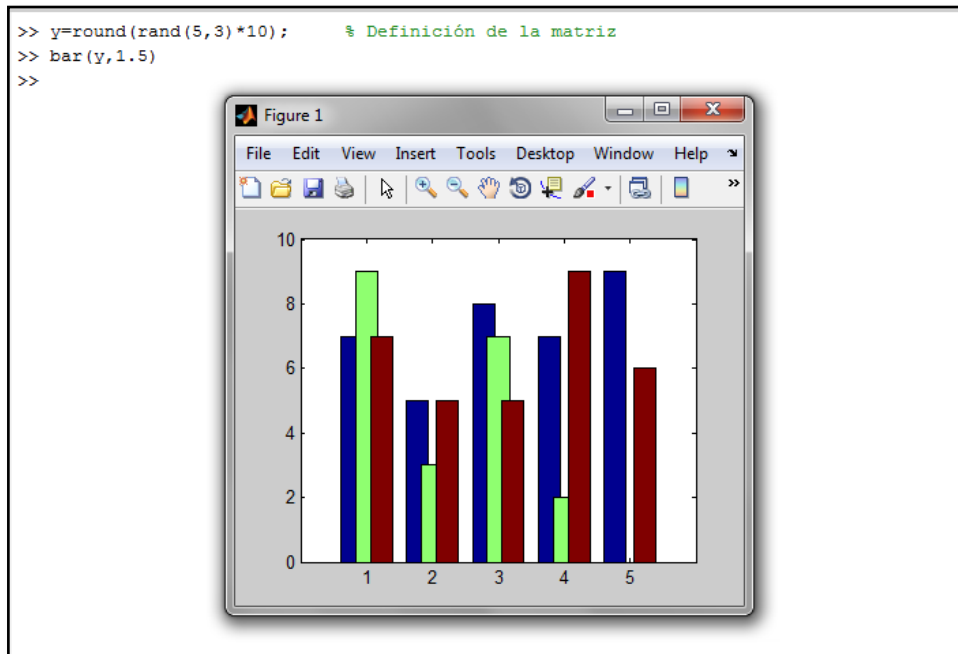 >> y=round(rand(5,3)*10);     % Definición de la matriz
>> bar(y,1.5)
>>
Figure 1
File Edit View Insert Tools Desktop Window Help
10
8
6
4
2
0
1 2 3 4 5